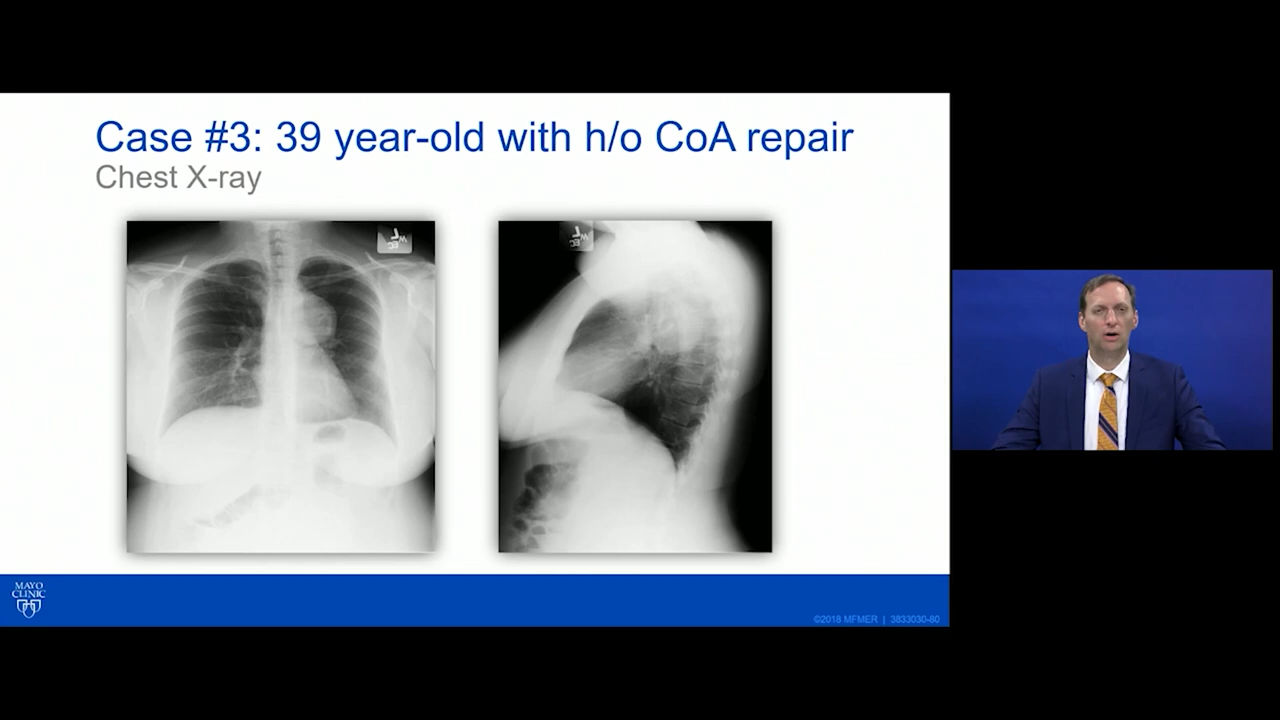 Case #3: 39 year-old with h/o CoA repair
Chest X-ray
L
L
MAYO
CLINIC
©2018 MFMER | 3833030-80